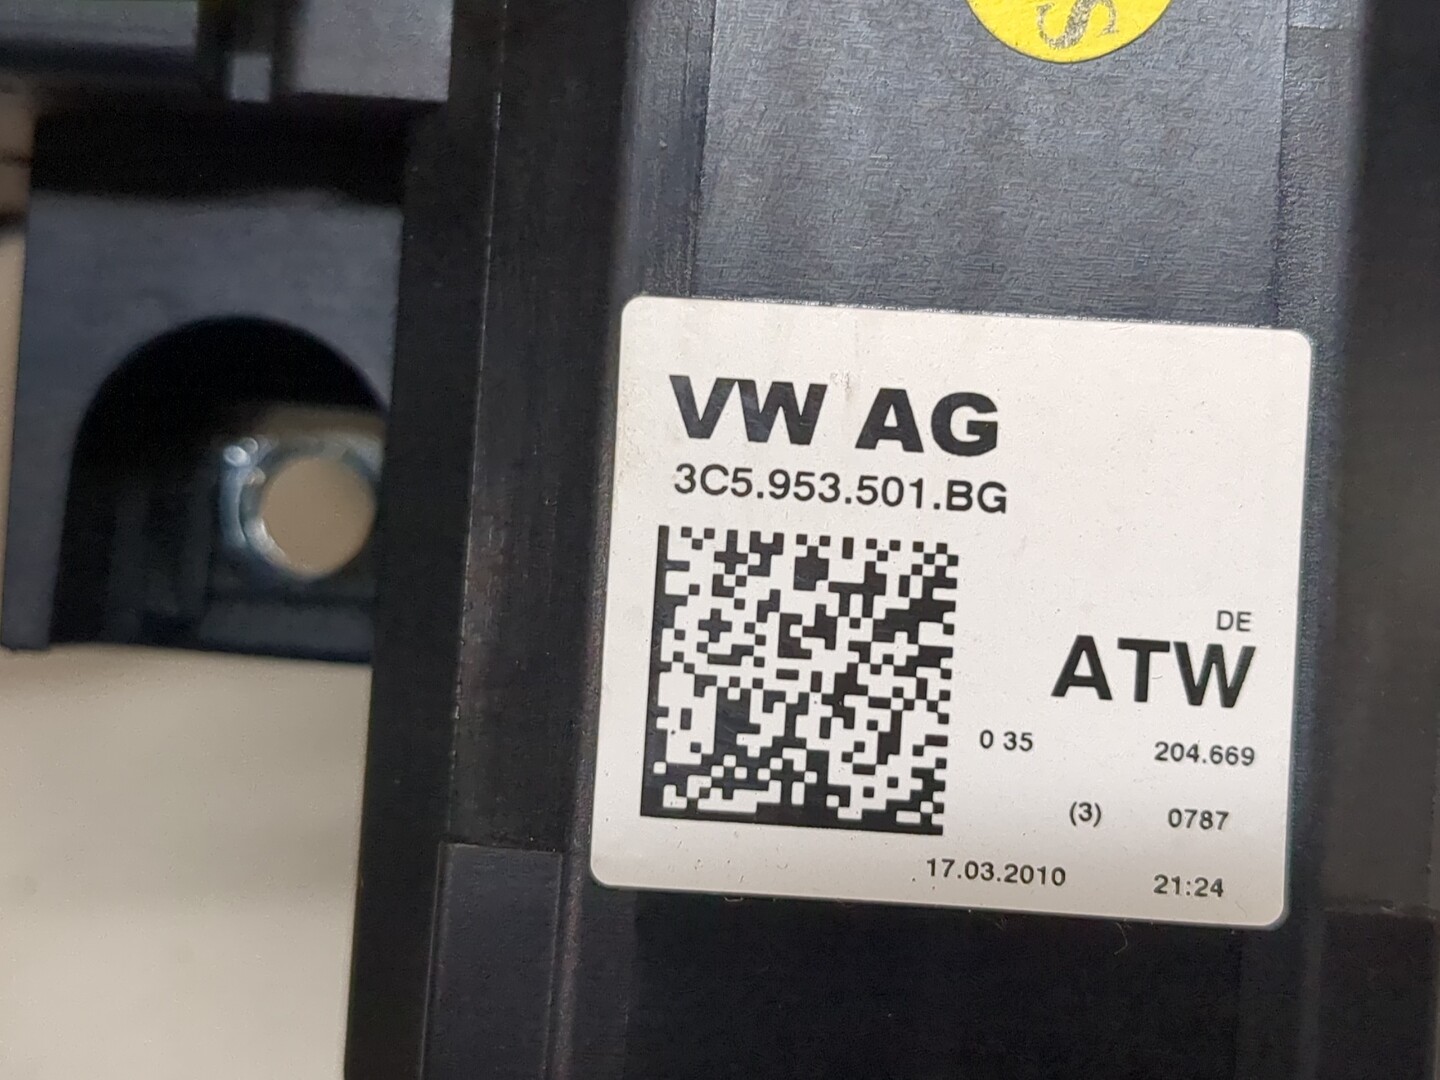 S
VW AG
3C5.953.501.BG
DE
ATW
0 35 204.669
(3) 0787
17.03.2010 21:24